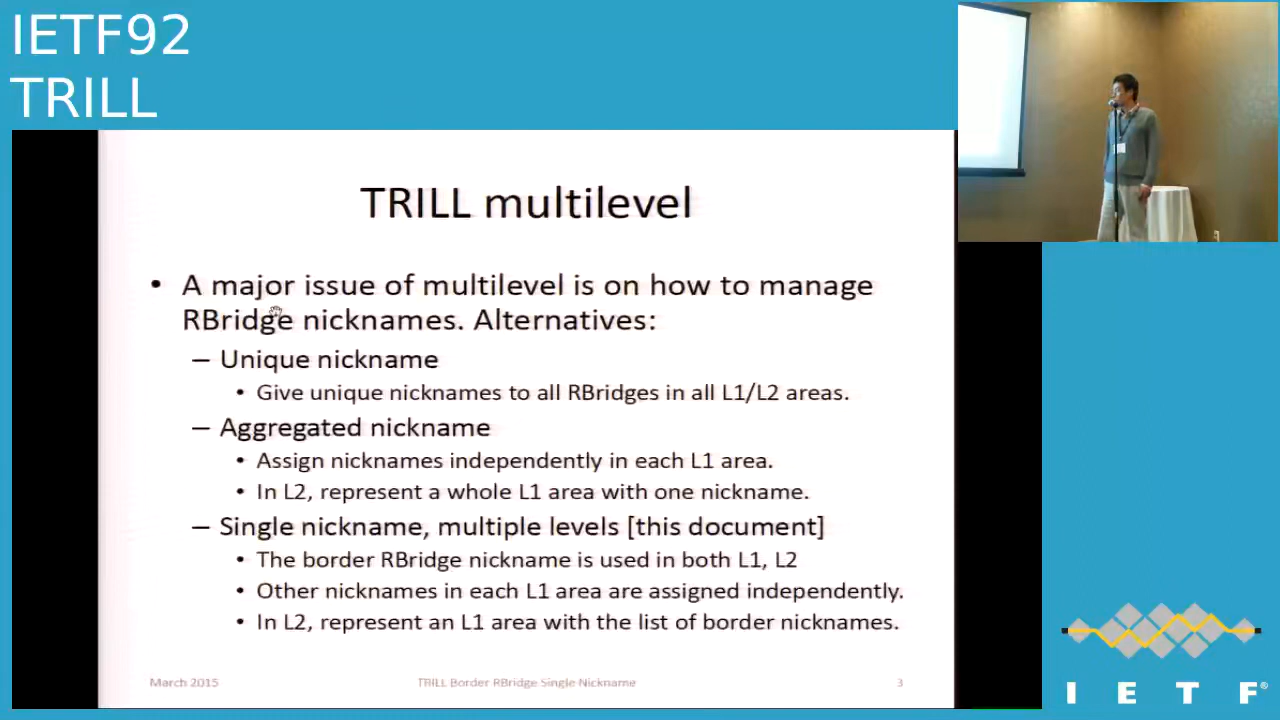 IETF92
TRILL
TRILL multilevel
• A major issue of multilevel is on how to manage
RBridge nicknames. Alternatives:
– Unique nickname
• Give unique nicknames to all RBridges in all L1/L2 areas.
– Aggregated nickname
• Assign nicknames independently in each L1 area.
• In L2, represent a whole L1 area with one nickname.
– Single nickname, multiple levels [this document]
• The border RBridge nickname is used in both L1, L2
• Other nicknames in each L1 area are assigned independently.
• In L2, represent an L1 area with the list of border nicknames.
March 2015
TRILL Border RBridge Single Nickname
3
I E T F®